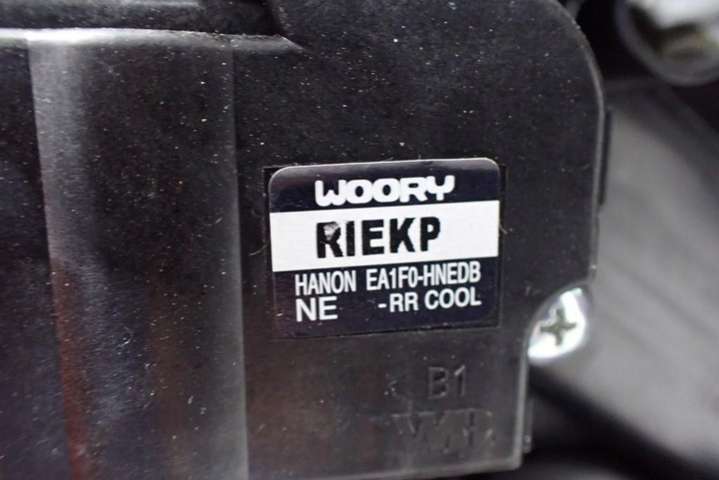 WOORY
RIEKP
HANON EA1F0-HNEDB
NE -RR COOL
B1